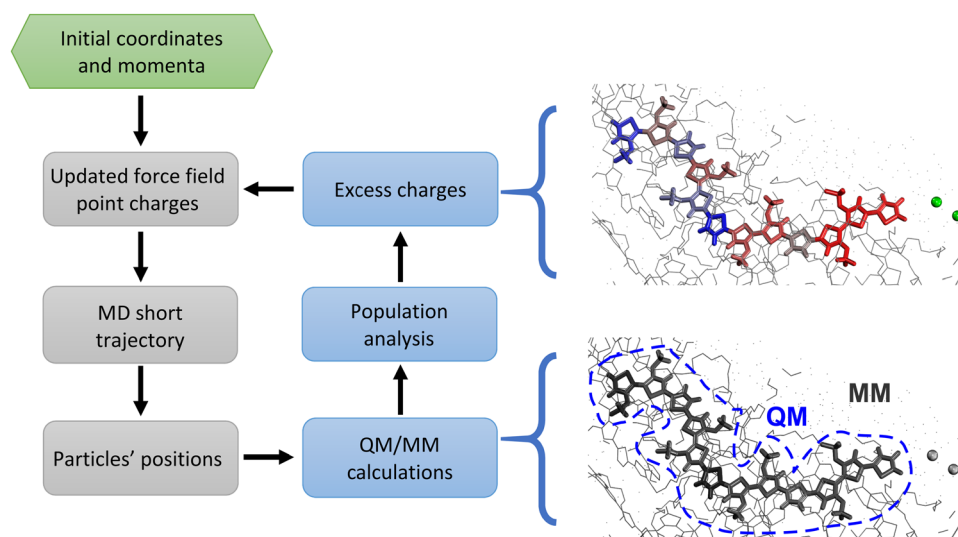 Initial coordinates
and momenta
Updated force field
point charges
Excess charges
MD short
trajectory
Population
analysis
Particles’ positions
QM/MM
calculations
QM
MM